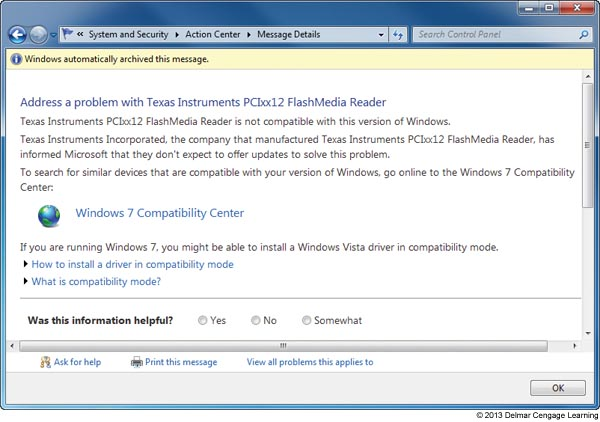 « System and Security ▸ Action Center ▸ Message Details
Search Control Panel
Windows automatically archived this message.
Address a problem with Texas Instruments PCIxx12 FlashMedia Reader
Texas Instruments PCIxx12 FlashMedia Reader is not compatible with this version of Windows.
Texas Instruments Incorporated, the company that manufactured Texas Instruments PCIxx12 FlashMedia Reader, has
informed Microsoft that they don't expect to offer updates to solve this problem.
To search for similar devices that are compatible with your version of Windows, go online to the Windows 7 Compatibility
Center:
Windows 7 Compatibility Center
If you are running Windows 7, you might be able to install a Windows Vista driver in compatibility mode.
How to install a driver in compatibility mode
What is compatibility mode?
Was this information helpful? Yes No Somewhat
Ask for help Print this message View all problems this applies to
OK
© 2013 Delmar Cengage Learning